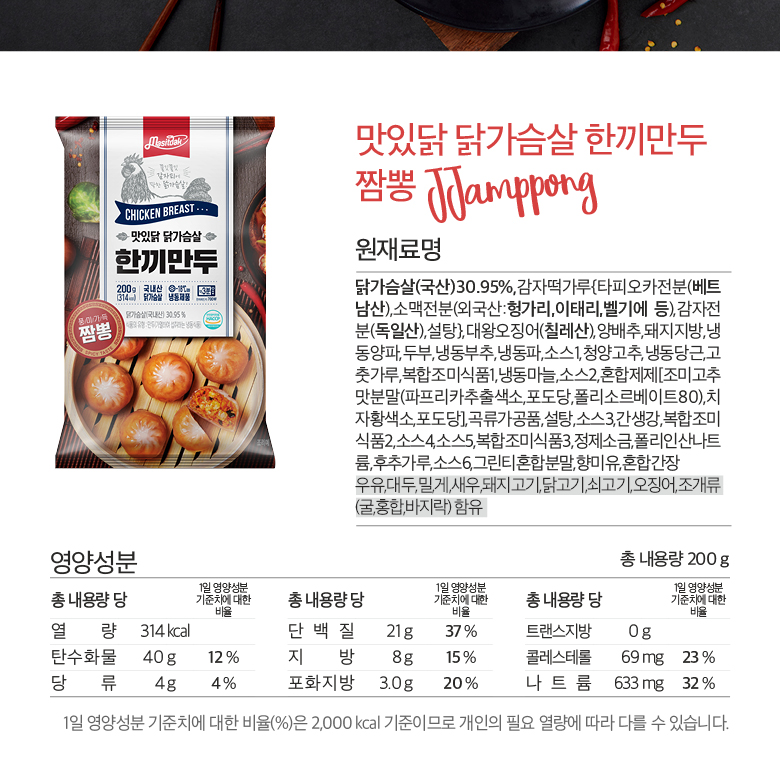 맛있닭 닭가슴살 한끼만두
짬뽕 JJamppong
Masitdak
CHICKEN BREAST ...
맛있닭 닭가슴살
한끼만두
200g 국내산 -18℃이하
(314 kcal) 닭가슴살 냉동제품
닭가슴살(국내산) 30.95 %
HACCP
풍미가득
짬뽕
원재료명
닭가슴살(국산)30.95%,감자떡가루{타피오카전분(베트
남산),소맥전분(외국산:헝가리,이태리,벨기에 등),감자전
분(독일산),설탕},대왕오징어(칠레산),양배추,돼지지방,냉
동양파,두부,냉동부추,냉동파,소스1,청양고추,냉동당근,고
춧가루,복합조미식품1,냉동마늘,소스2,혼합제제[조미고추
맛분말(파프리카추출색소,포도당,폴리소르베이트80),치
자황색소,포도당],곡류가공품,설탕,소스3,간생강,복합조미
식품2,소스4,소스5,복합조미식품3,정제소금,폴리인산나트
륨,후추가루,소스6,그린티혼합분말,향미유,혼합간장
우유,대두,밀,게,새우,돼지고기,닭고기,쇠고기,오징어,조개류
(굴,홍합,바지락) 함유
영양성분
총 내용량 200 g
총 내용량 당 1일 영양성분 기준치에 대한 비율 총 내용량 당 1일 영양성분 기준치에 대한 비율 총 내용량 당 1일 영양성분 기준치에 대한 비율
열 량 314 kcal 단 백 질 21 g 37 % 트랜스지방 0 g
탄수화물 40 g 12 % 지 방 8 g 15 % 콜레스테롤 69 mg 23 %
당 류 4 g 4 % 포화지방 3.0 g 20 % 나 트 륨 633 mg 32 %
1일 영양성분 기준치에 대한 비율(%)은 2,000 kcal 기준이므로 개인의 필요 열량에 따라 다를 수 있습니다.